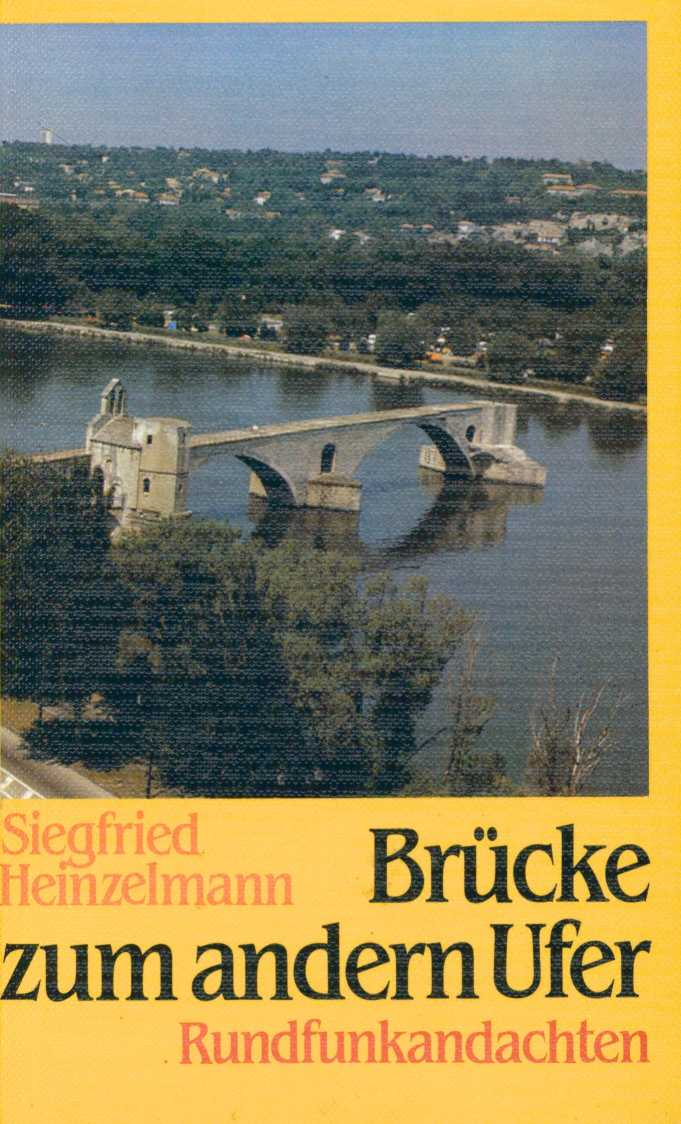 Siegfried
Heinzelmann
Brücke
zum andern Ufer
Rundfunkandachten